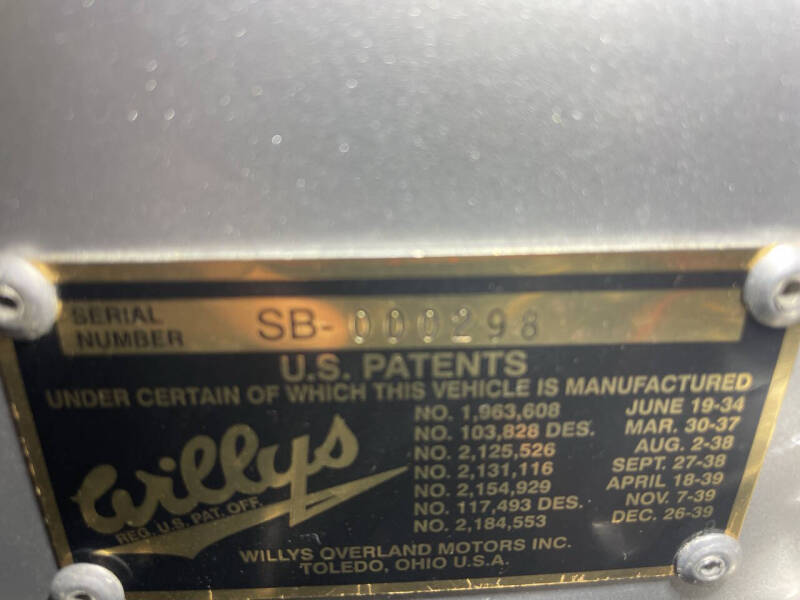 SERIAL
NUMBER
SB-000298
U.S. PATENTS
UNDER CERTAIN OF WHICH THIS VEHICLE IS MANUFACTURED
NO. 1,963,608 JUNE 19-34
NO. 103,828 DES. MAR. 30-37
NO. 2,125,526 AUG. 2-38
NO. 2,131,116 SEPT. 27-38
NO. 2,154,929 APRIL 18-39
NO. 117,493 DES. NOV. 7-39
NO. 2,184,553 DEC. 26-39
Willys
REG. U.S. PAT. OFF.
WILLYS OVERLAND MOTORS INC.
TOLEDO, OHIO U.S.A.